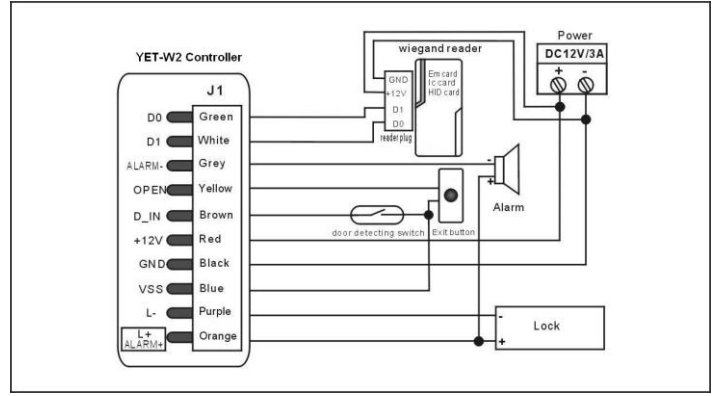 Power
DC12V/3A
+ -
wiegand reader
YET-W2 Controller
GND
+12V
D1
D0
reader plug
Em card
Ic card
HID card
J1
D0 Green
D1 White
ALARM- Grey
OPEN Yellow
D_IN Brown
+12V Red
GND Black
VSS Blue
L- Purple
L+
ALARM+
Orange
-
+
Alarm
door detecting switch
Exit button
-
+
Lock